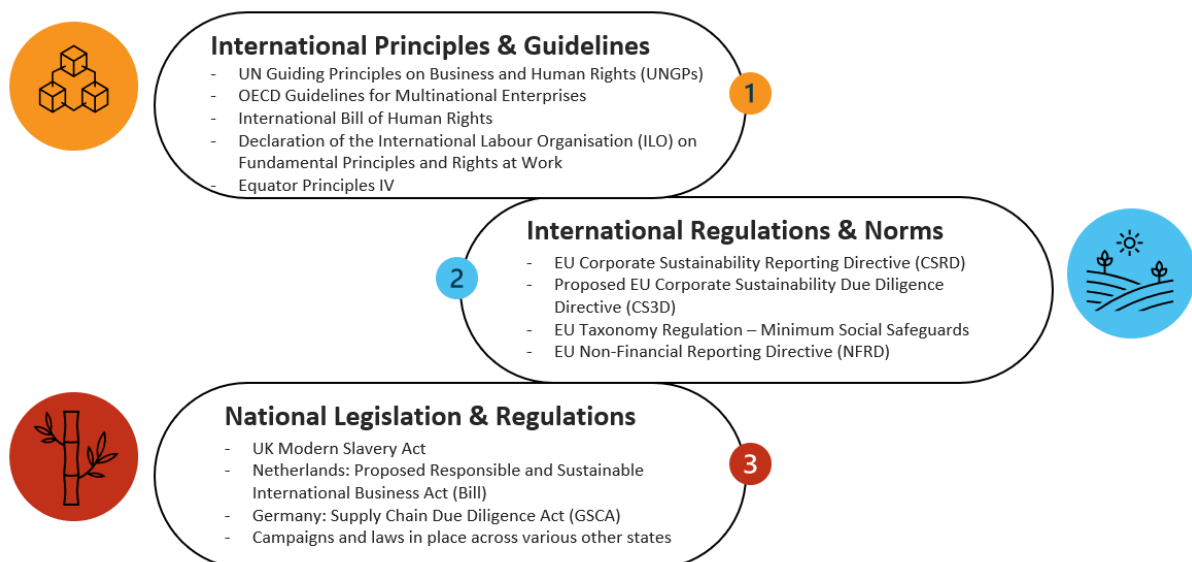 International Principles & Guidelines
- UN Guiding Principles on Business and Human Rights (UNGPs)
- OECD Guidelines for Multinational Enterprises
- International Bill of Human Rights
- Declaration of the International Labour Organisation (ILO) on
Fundamental Principles and Rights at Work
- Equator Principles IV
1
International Regulations & Norms
- EU Corporate Sustainability Reporting Directive (CSRD)
- Proposed EU Corporate Sustainability Due Diligence
Directive (CS3D)
- EU Taxonomy Regulation – Minimum Social Safeguards
- EU Non-Financial Reporting Directive (NFRD)
2
National Legislation & Regulations
- UK Modern Slavery Act
- Netherlands: Proposed Responsible and Sustainable
International Business Act (Bill)
- Germany: Supply Chain Due Diligence Act (GSCA)
- Campaigns and laws in place across various other states
3